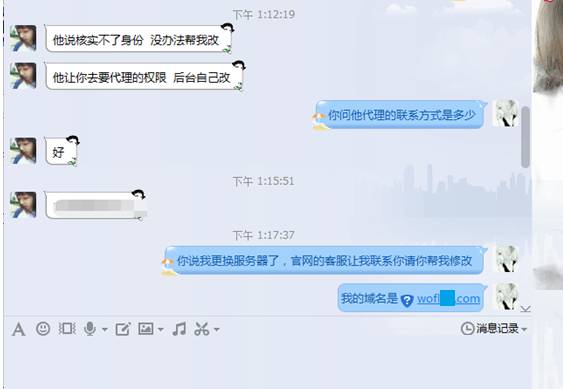 下午 1:12:19
他说核实不了身份 没办法帮我改
他让你去要代理的权限 后台自己改
你问他代理的联系方式是多少
好
下午 1:15:51
下午 1:17:37
你说我更换服务器了，官网的客服让我联系你请你帮我修改
我的域名是 wofl .com
消息记录